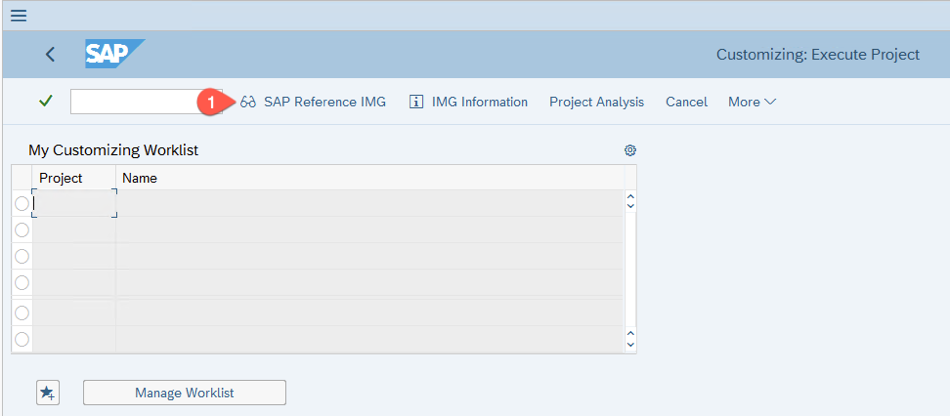 SAP
Customizing: Execute Project
1 SAP Reference IMG IMG Information Project Analysis Cancel More
My Customizing Worklist
Project Name
Manage Worklist